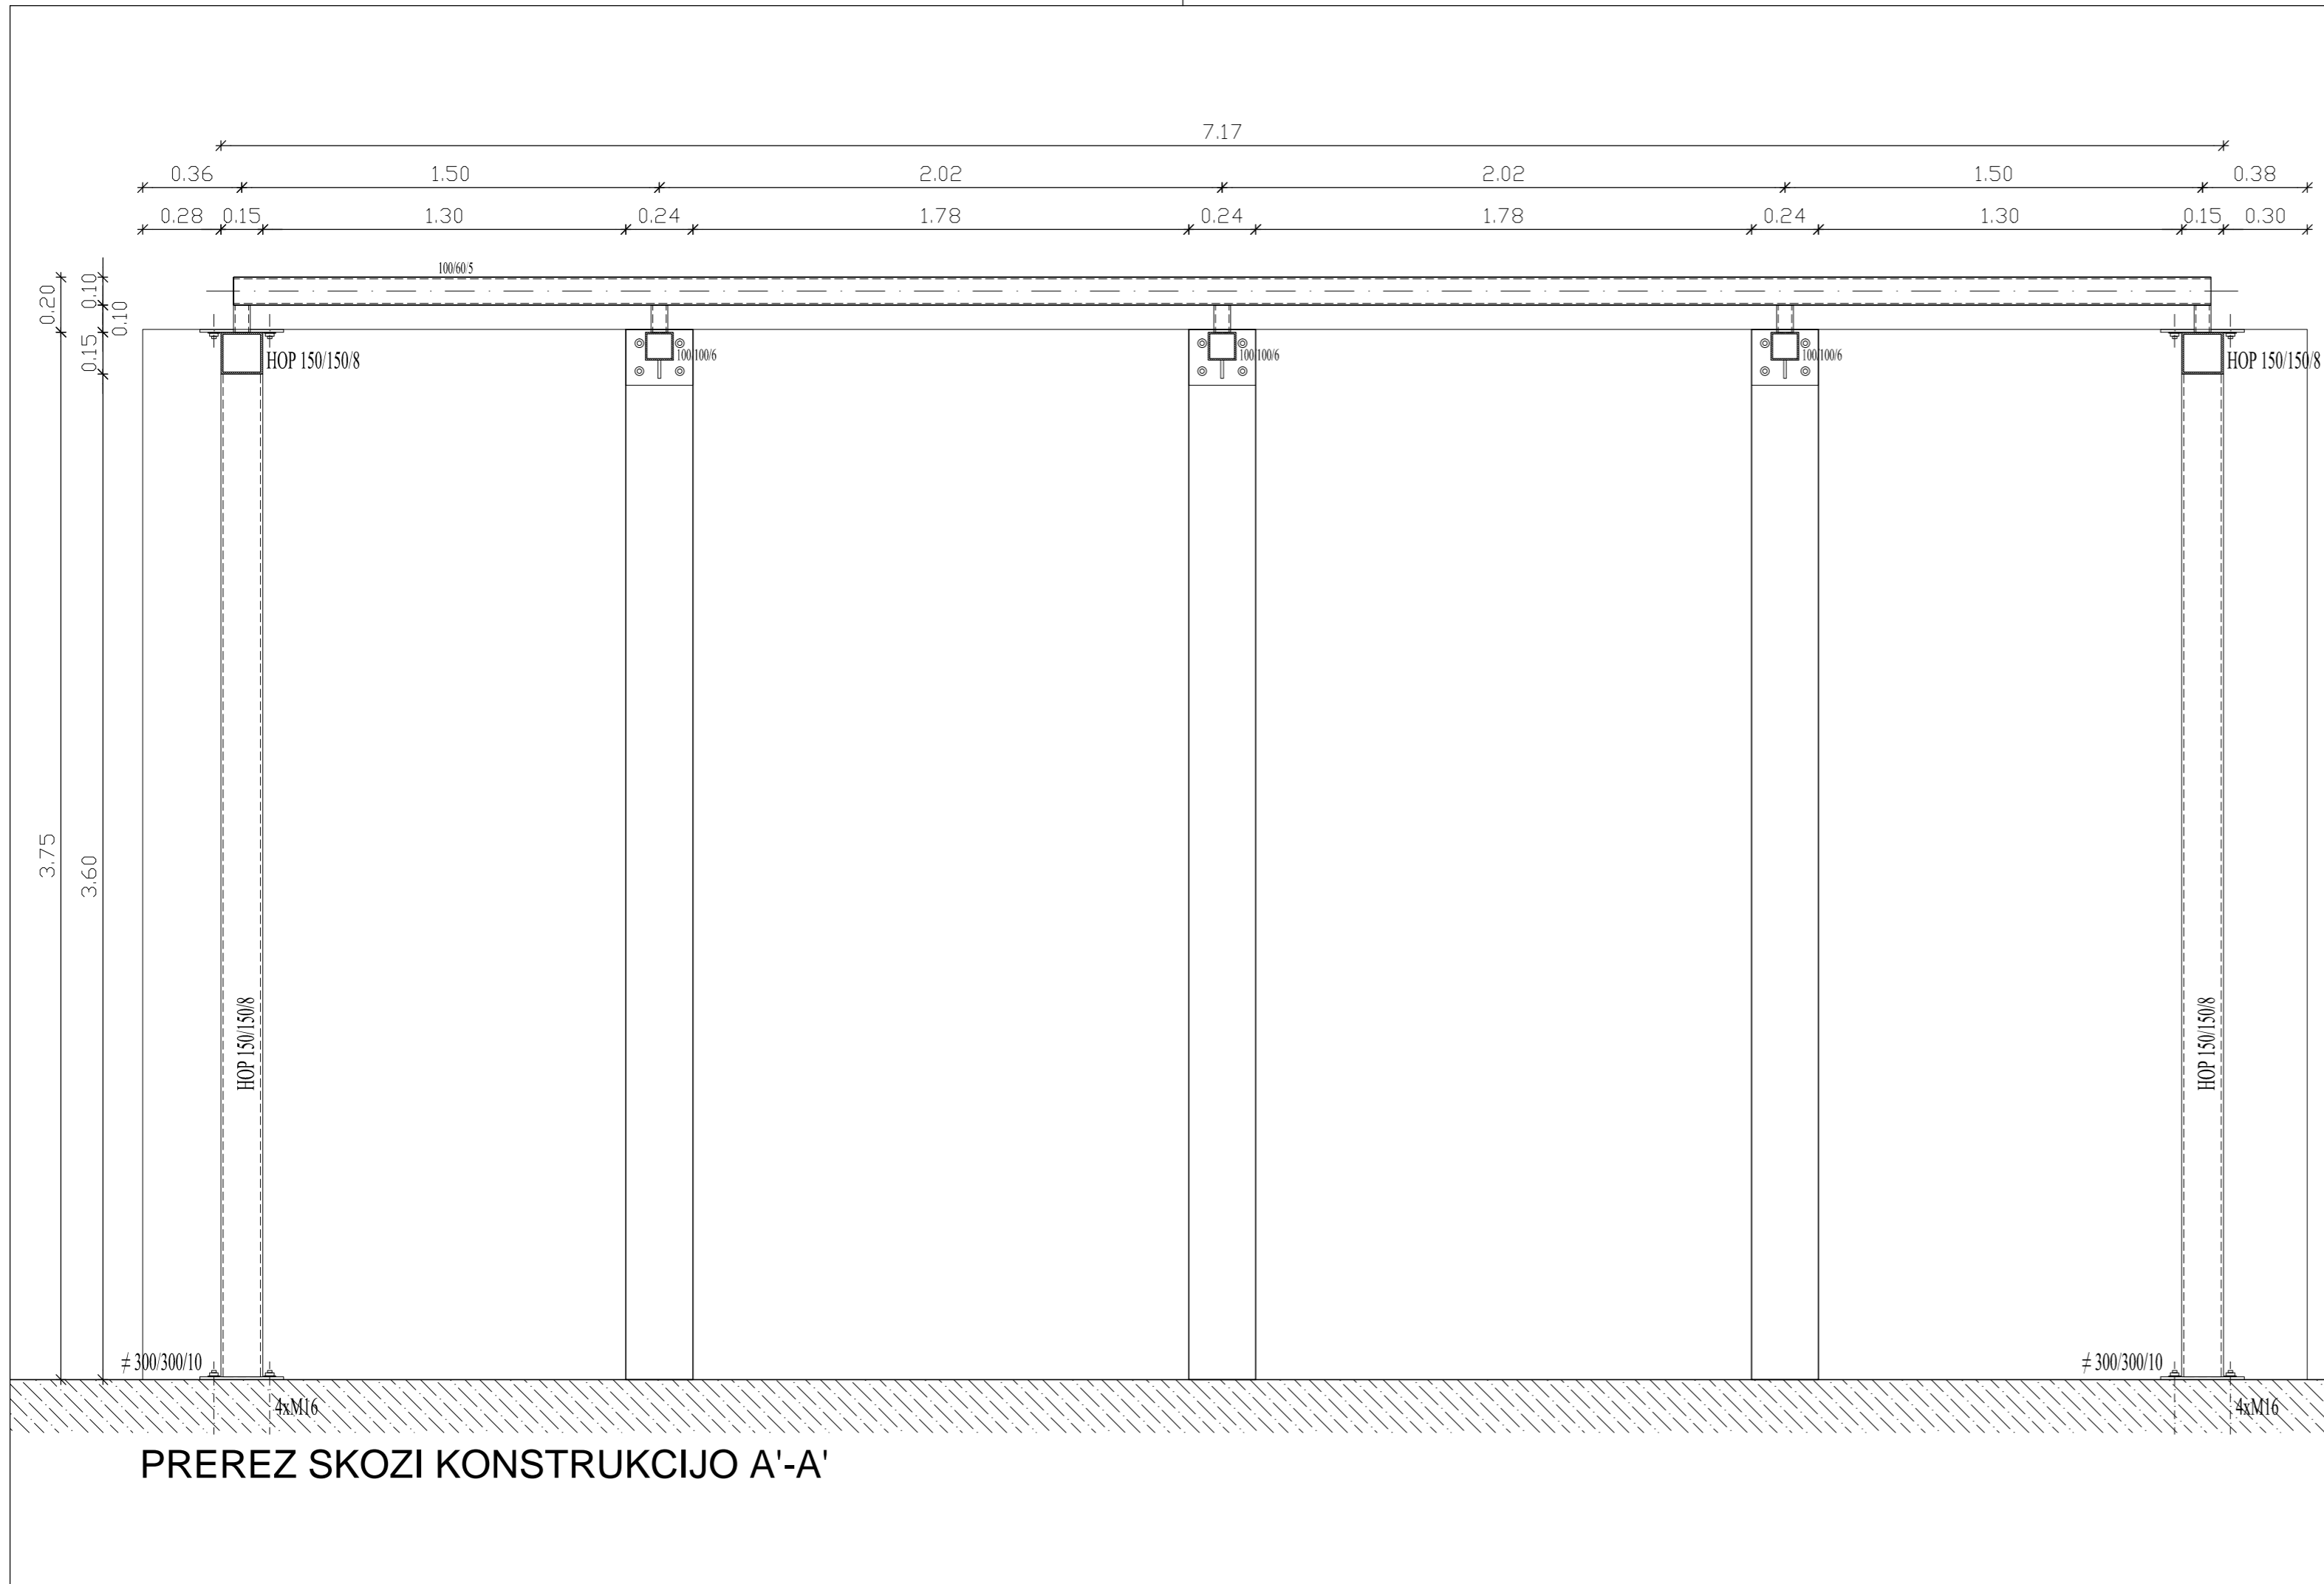 7.17
0.36 1.50 2.02 2.02 1.50 0.38
0.28 0.15 1.30 0.24 1.78 0.24 1.78 0.24 1.30 0.15 0.30
100/60/5
0.20 0.10 0.10
0.15
HOP 150/150/8 100/100/6 100/100/6 100/100/6 HOP 150/150/8
3.75 3.60
HOP 150/150/8 HOP 150/150/8
≠ 300/300/10 ≠ 300/300/10
4xM16 4xM16
PREREZ SKOZI KONSTRUKCIJO A'-A'